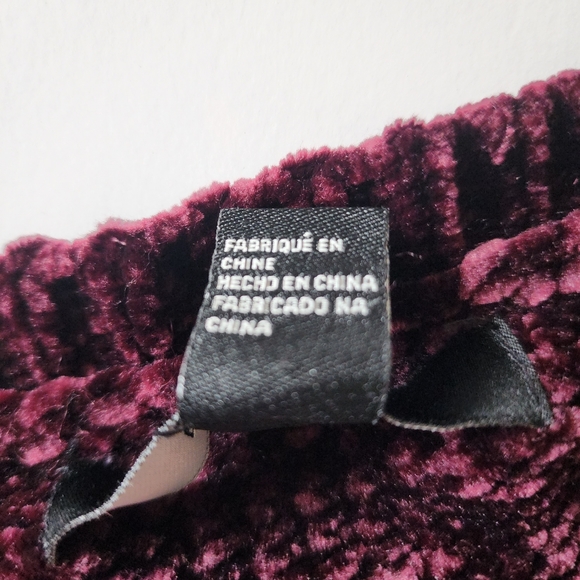 FABRIQUÉ EN
CHINE
HECHO EN CHINA
FABRICADO NA
CHINA